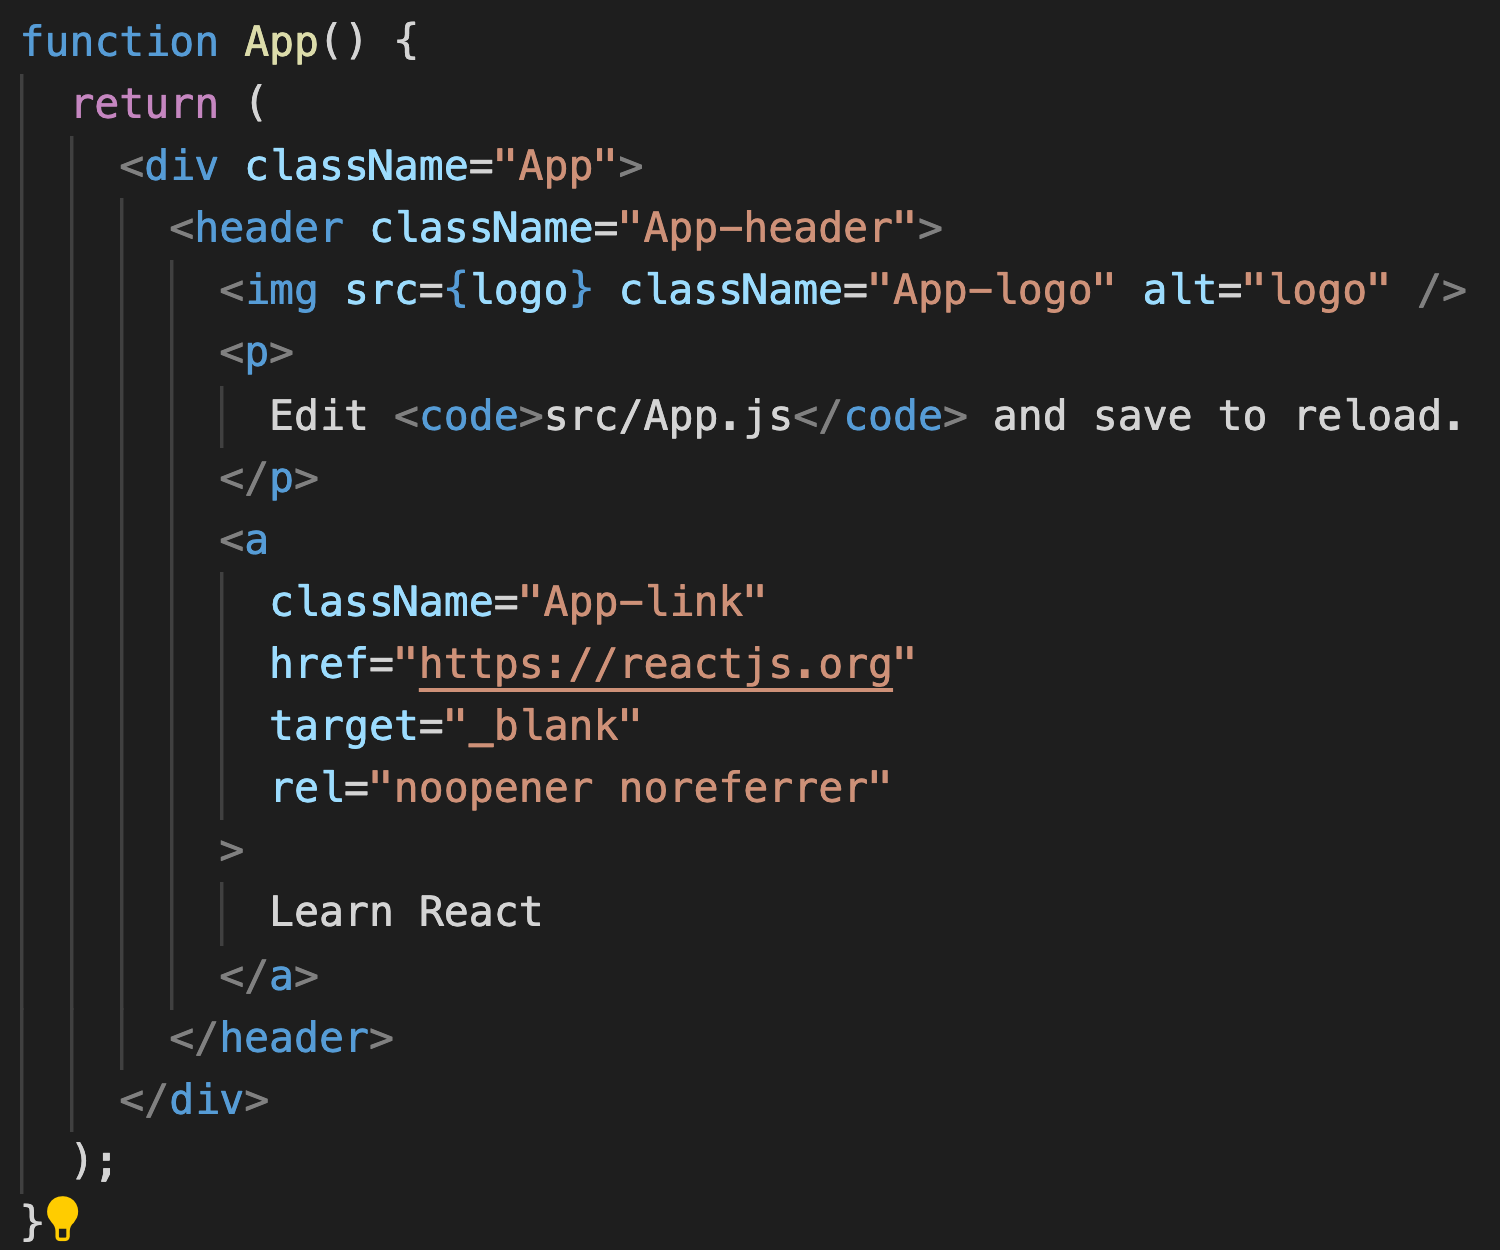 function App() {
  return (
    <div className="App">
      <header className="App-header">
        <img src={logo} className="App-logo" alt="logo" />
        <p>
          Edit <code>src/App.js</code> and save to reload.
        </p>
        <a
          className="App-link"
          href="https://reactjs.org"
          target="_blank"
          rel="noopener noreferrer"
        >
          Learn React
        </a>
      </header>
    </div>
  );
}